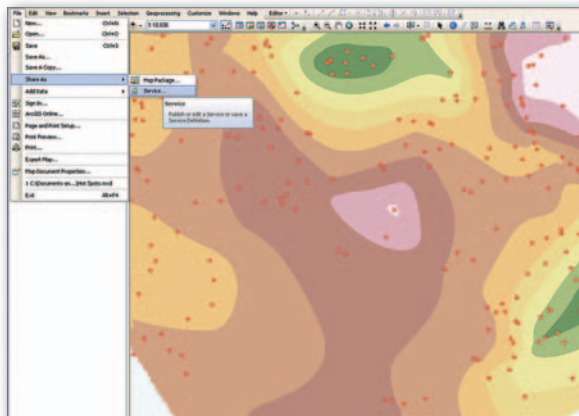 File Edit View Bookmarks Insert Selection Geoprocessing Customize Windows Help Editor
New... Ctrl+N
Open... Ctrl+O
Save Ctrl+S
Save As...
Save A Copy...
Share As
Map Package...
Service...
Add Data
Service
Publish or edit a Service or save a
Service Definition.
Sign In...
ArcGIS Online...
Page and Print Setup...
Print Preview...
Print...
Export Map...
Map Document Properties...
Exit Alt+F4